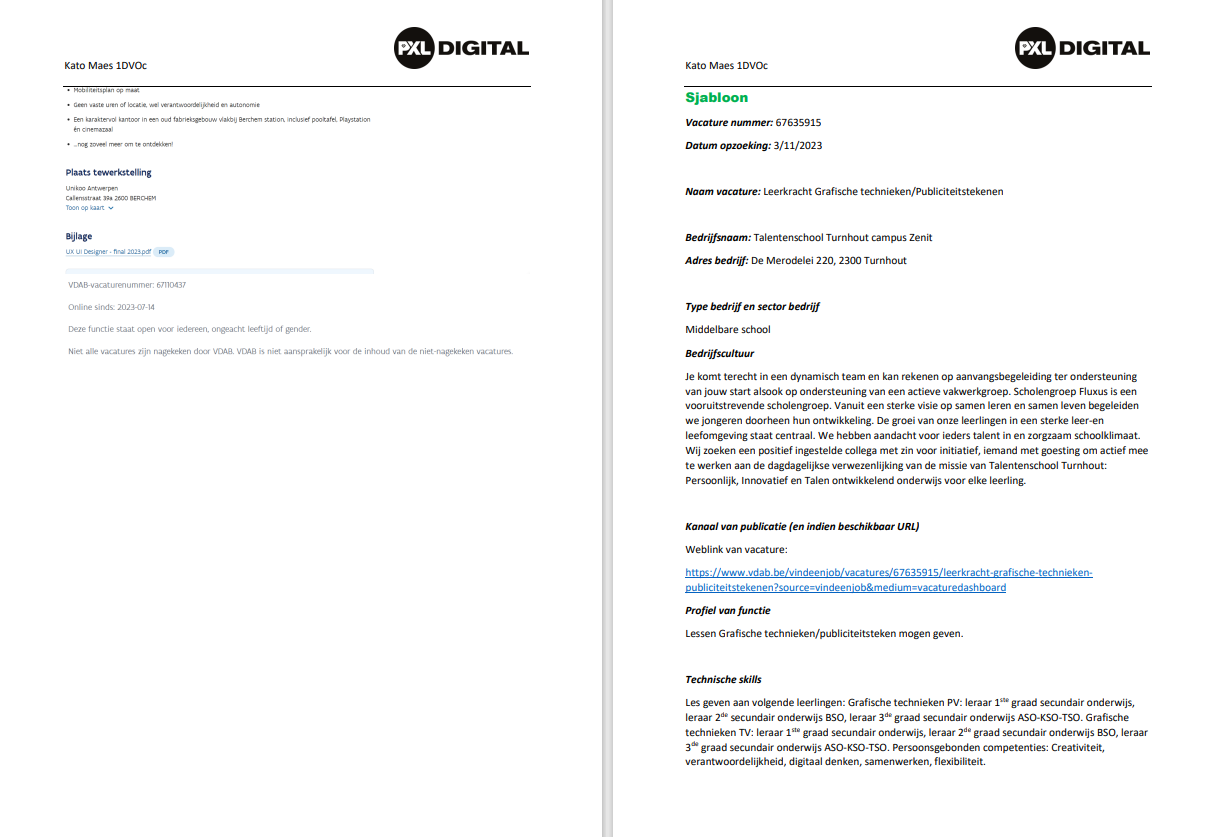 PXL DIGITAL
Kato Maes 1DVOc
• Mobiliteitsplan op maat
• Geen vaste uren of locatie, wel verantwoordelijkheid en autonomie
• Een karaktervol kantoor in een oud fabrieksgebouw vlakbij Berchem station, inclusief pooltafel, Playstation
én cinemazaal
• ...nog zoveel meer om te ontdekken!
Plaats tewerkstelling
Unikoo Antwerpen
Callensstraat 39a 2600 BERCHEM
Toon op kaart
Bijlage
UX UI Designer - final 2023.pdf PDF
VDAB-vacaturenummer: 67110437
Online sinds: 2023-07-14
Deze functie staat open voor iedereen, ongeacht leeftijd of gender.
Niet alle vacatures zijn nagekeken door VDAB. VDAB is niet aansprakelijk voor de inhoud van de niet-nagekeken vacatures.
PXL DIGITAL
Kato Maes 1DVOc
Sjabloon
Vacature nummer: 67635915
Datum opzoeking: 3/11/2023
Naam vacature: Leerkracht Grafische technieken/Publiciteitstekenen
Bedrijfsnaam: Talentenschool Turnhout campus Zenit
Adres bedrijf: De Merodelei 220, 2300 Turnhout
Type bedrijf en sector bedrijf
Middelbare school
Bedrijfscultuur
Je komt terecht in een dynamisch team en kan rekenen op aanvangsbegeleiding ter ondersteuning
van jouw start alsook op ondersteuning van een actieve vakwerkgroep. Scholengroep Fluxus is een
vooruitstrevende scholengroep. Vanuit een sterke visie op samen leren en samen leven begeleiden
we jongeren doorheen hun ontwikkeling. De groei van onze leerlingen in een sterke leer-en
leefomgeving staat centraal. We hebben aandacht voor ieders talent in en zorgzaam schoolklimaat.
Wij zoeken een positief ingestelde collega met zin voor initiatief, iemand met goesting om actief mee
te werken aan de dagdagelijkse verwezenlijking van de missie van Talentenschool Turnhout:
Persoonlijk, Innovatief en Talen ontwikkelend onderwijs voor elke leerling.
Kanaal van publicatie (en indien beschikbaar URL)
Weblink van vacature:
https://www.vdab.be/vindeenjob/vacatures/67635915/leerkracht-grafische-technieken-
publiciteitstekenen?source=vindeenjob&medium=vacaturedashboard
Profiel van functie
Lessen Grafische technieken/publiciteitsteken mogen geven.
Technische skills
Les geven aan volgende leerlingen: Grafische technieken PV: leraar 1ste graad secundair onderwijs,
leraar 2de secundair onderwijs BSO, leraar 3de graad secundair onderwijs ASO-KSO-TSO. Grafische
technieken TV: leraar 1ste graad secundair onderwijs, leraar 2de graad secundair onderwijs BSO, leraar
3de graad secundair onderwijs ASO-KSO-TSO. Persoonsgebonden competenties: Creativiteit,
verantwoordelijkheid, digitaal denken, samenwerken, flexibiliteit.